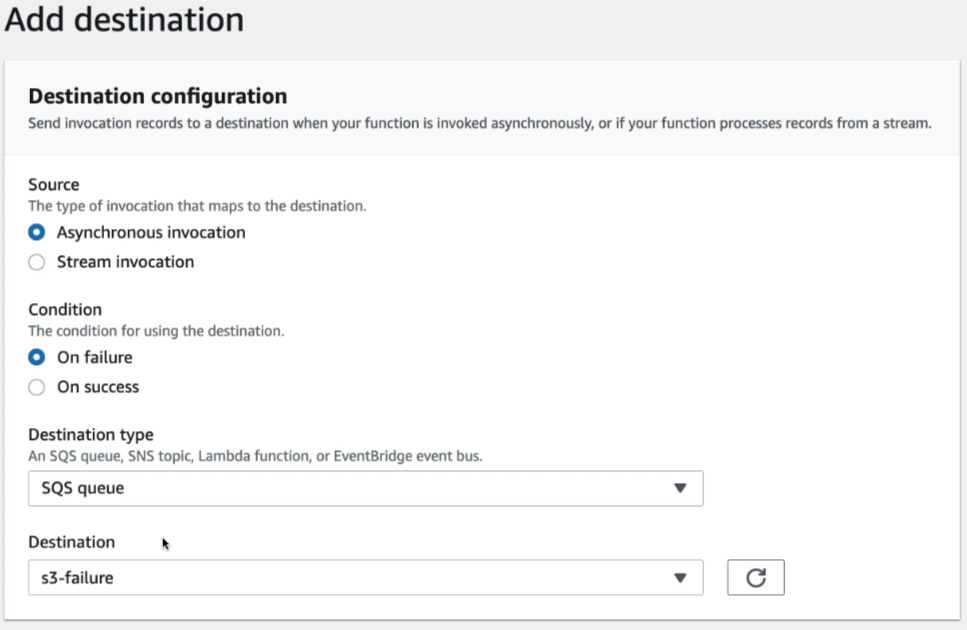 Add destination
Destination configuration
Send invocation records to a destination when your function is invoked asynchronously, or if your function processes records from a stream.
Source
The type of invocation that maps to the destination.
Asynchronous invocation
Stream invocation
Condition
The condition for using the destination.
On failure
On success
Destination type
An SQS queue, SNS topic, Lambda function, or EventBridge event bus.
SQS queue
Destination
s3-failure